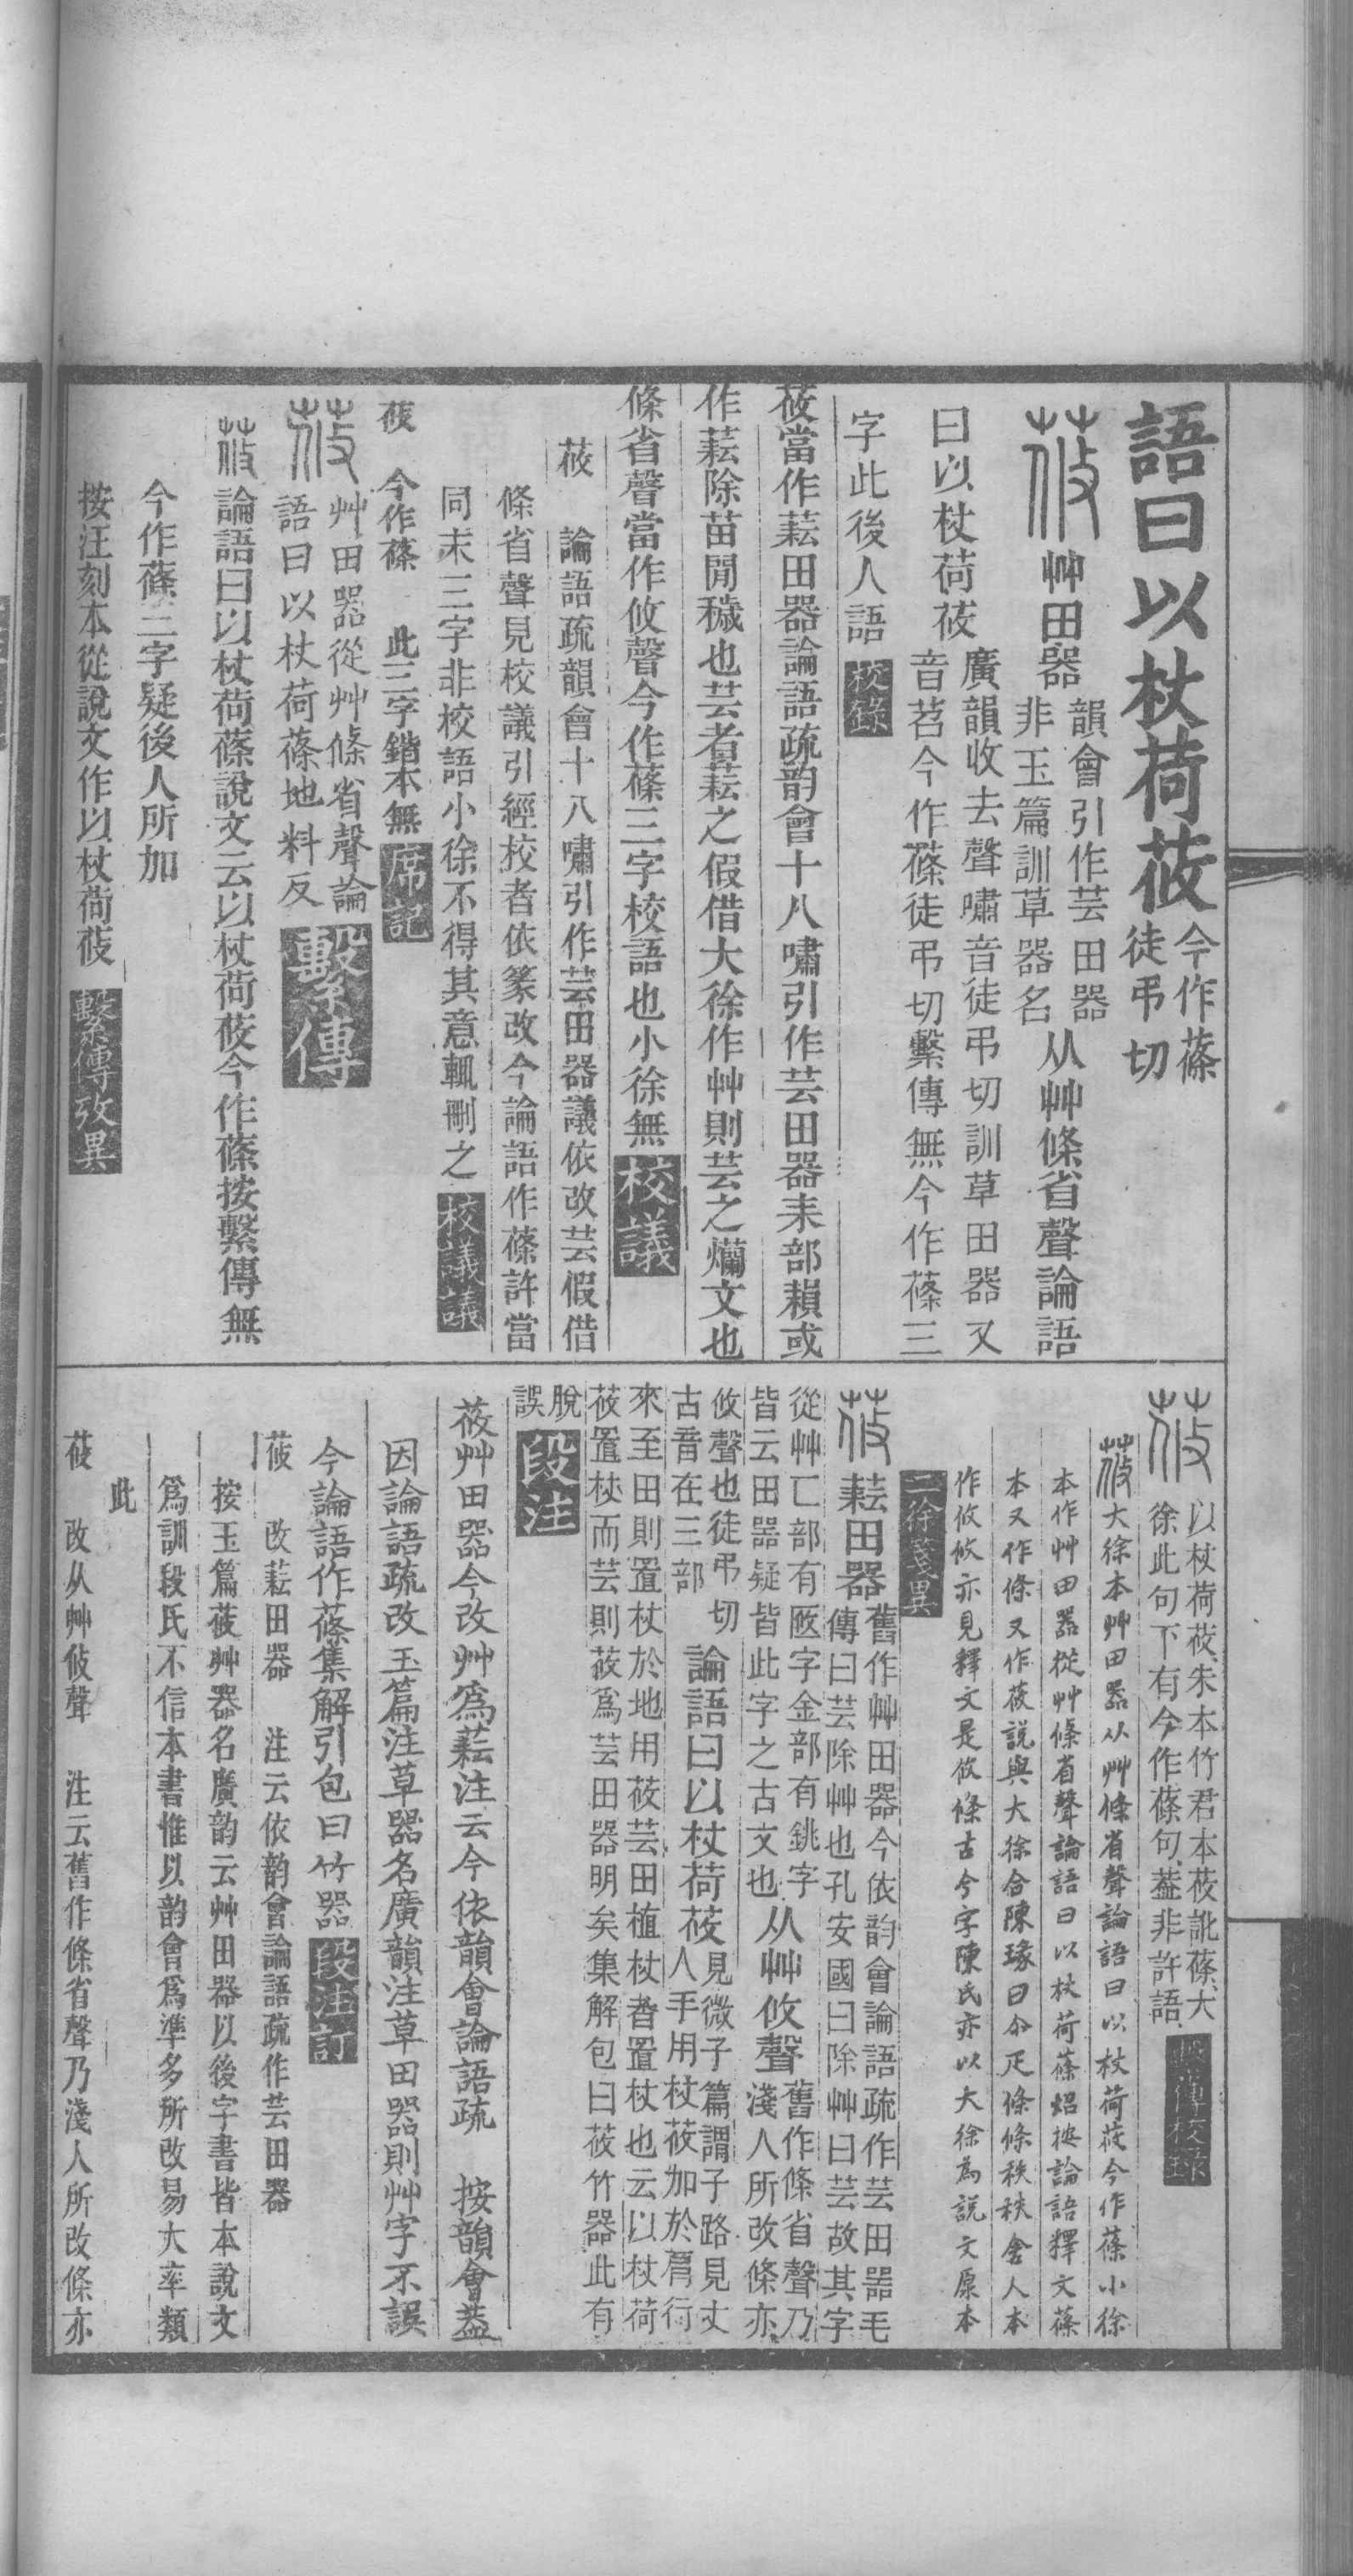 語曰以杖荷莜今作蓧
徒弔切
莜艸田器韻會引作芸田器
非玉篇訓草器名从艸條省聲論語
曰以杖荷莜廣韻收去聲嘯音徒弔切訓草田器又
音苕今作蓧徒弔切繫傳無今作蓧三
字此後人語校錄
莜當作䎫田器論語疏韵會十八嘯引作芸田器耒部䎫或
作䎫除苗閒穢也芸者䎫之假借大徐作艸則芸之爛文也
條省聲當作攸聲今作蓧三字校語也小徐無校議
莜 論語疏韻會十八嘯引作芸田器議依改芸假借
條省聲見校議引經校者依篆改今論語作蓧許當
同末三字非校語小徐不得其意輒刪之校議議
莜 今作蓧 此三字鍇本無席記
莜艸田器從艸條省聲論
語曰以杖荷蓧地料反繫傳
莜論語曰以杖荷蓧說文云以杖荷莜今作蓧按繫傳無
今作蓧三字疑後人所加
按汪刻本從說文作以杖荷莜繫傳攷異
莜以杖荷莜朱本竹君本莜訛蓧大
徐此句下有今作蓧句葢非許語繫傳校錄
莜大徐本艸田器从艸條省聲論語曰以杖荷莜今作蓧小徐
本作艸田器從艸條省聲論語曰以杖荷蓧炤按論語釋文蓧
本又作條又作莜說與大徐合陳瑑曰今疋條條秩秩舍人本
作攸攸亦見釋文是攸條古今字陳氏亦以大徐為說文原本
二徐箋異
莜䎫田器舊作艸田器今依韵會論語疏作芸田器毛
傳曰芸除艸也孔安國曰除艸曰芸故其字
從艸匚部有匬字金部有銚字
皆云田器疑皆此字之古文也从艸攸聲舊作條省聲乃
淺人所改條亦
攸聲也徒弔切
古音在三部論語曰以杖荷莜見微子篇謂子路見丈
人手用杖莜加於肩行
來至田則置杖於地用莜芸田植杖者置杖也云以杖荷
莜置杖而芸則莜爲芸田器明矣集解包曰莜竹器此有
脫
誤段注
莜艸田器今改艸爲䎫注云今依韻會論語疏 按韻會葢
因論語疏改玉篇注草器名廣韻注草田器則艸字不誤
今論語作蓧集解引包曰竹器段注訂
莜 改䎫田器 注云依韵會論語疏作芸田器
按玉篇莜艸器名廣韵云艸田器以後字書皆本說文
爲訓段氏不信本書惟以韵會爲準多所改易大率類
此
莜 改从艸攸聲 注云舊作條省聲乃淺人所改條亦